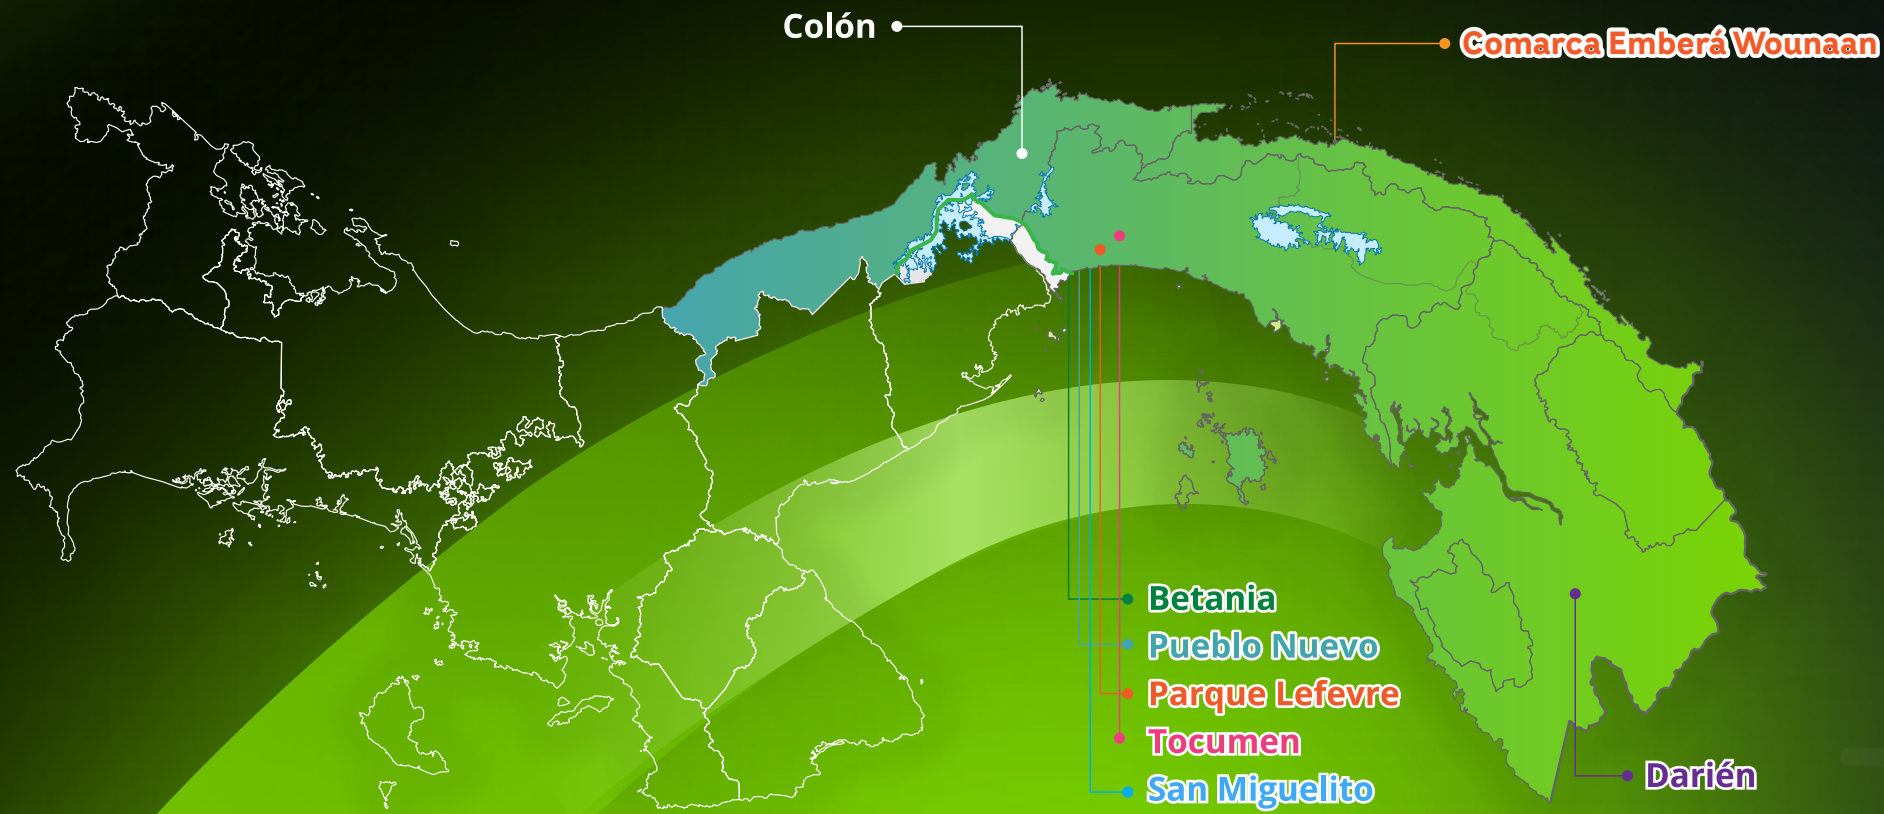 Colón
Comarca Emberá Wounaan
Betania
Pueblo Nuevo
Parque Lefevre
Tocumen
San Miguelito
Darién